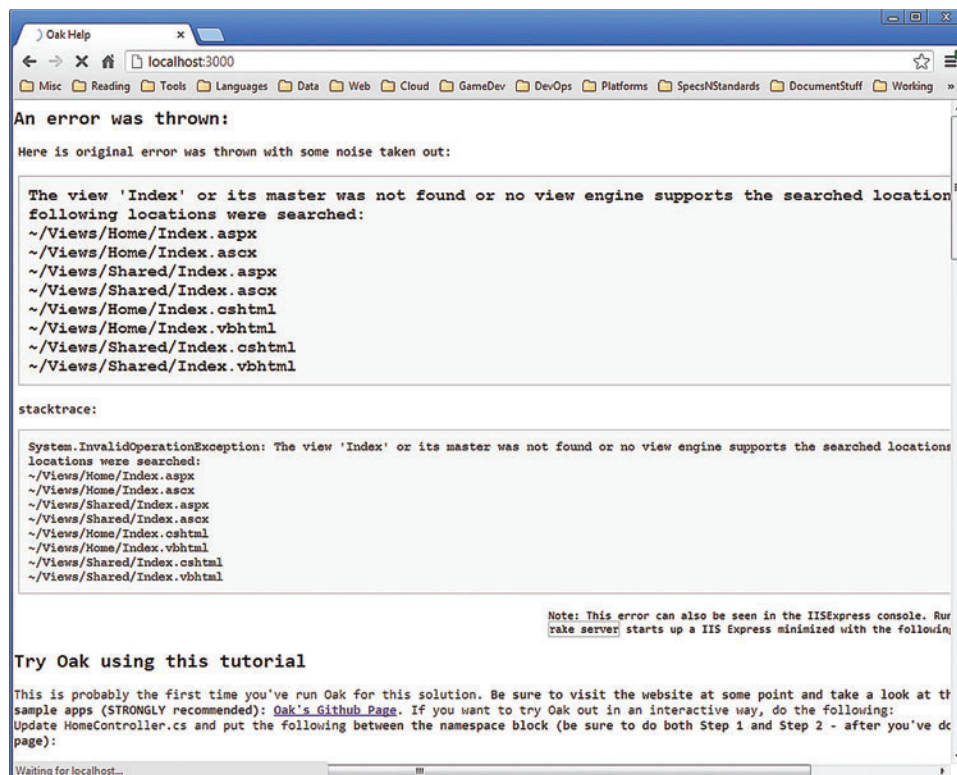 Oak Help
localhost:3000
Misc Reading Tools Languages Data Web Cloud GameDev DevOps Platforms SpecsNStandards DocumentStuff Working »
An error was thrown:
Here is original error was thrown with some noise taken out:
The view 'Index' or its master was not found or no view engine supports the searched location
following locations were searched:
~/Views/Home/Index.aspx
~/Views/Home/Index.ascx
~/Views/Shared/Index.aspx
~/Views/Shared/Index.ascx
~/Views/Home/Index.cshtml
~/Views/Home/Index.vbhtml
~/Views/Shared/Index.cshtml
~/Views/Shared/Index.vbhtml
stacktrace:
System.InvalidOperationException: The view 'Index' or its master was not found or no view engine supports the searched locations
locations were searched:
~/Views/Home/Index.aspx
~/Views/Home/Index.ascx
~/Views/Shared/Index.aspx
~/Views/Shared/Index.ascx
~/Views/Home/Index.cshtml
~/Views/Home/Index.vbhtml
~/Views/Shared/Index.cshtml
~/Views/Shared/Index.vbhtml
Note: This error can also be seen in the IISExpress console. Run
rake server starts up a IIS Express minimized with the following
Try Oak using this tutorial
This is probably the first time you've run Oak for this solution. Be sure to visit the website at some point and take a look at th
sample apps (STRONGLY recommended): Oak's Github Page. If you want to try Oak out in an interactive way, do the following:
Update HomeController.cs and put the following between the namespace block (be sure to do both Step 1 and Step 2 - after you've do
page):
Waiting for localhost...